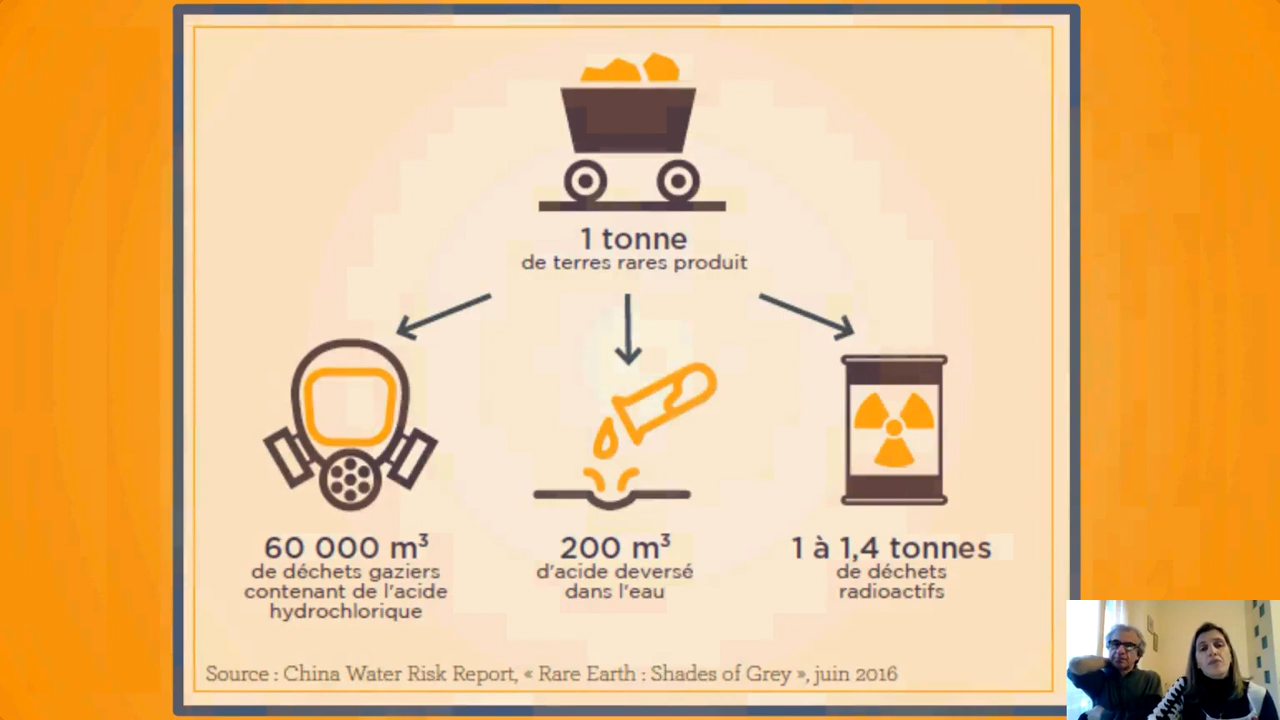 1 tonne
de terres rares produit
60 000 m³
de déchets gaziers
contenant de l'acide
hydrochlorique
200 m³
d'acide deversé
dans l'eau
1 à 1,4 tonnes
de déchets
radioactifs
Source : China Water Risk Report, « Rare Earth : Shades of Grey », juin 2016